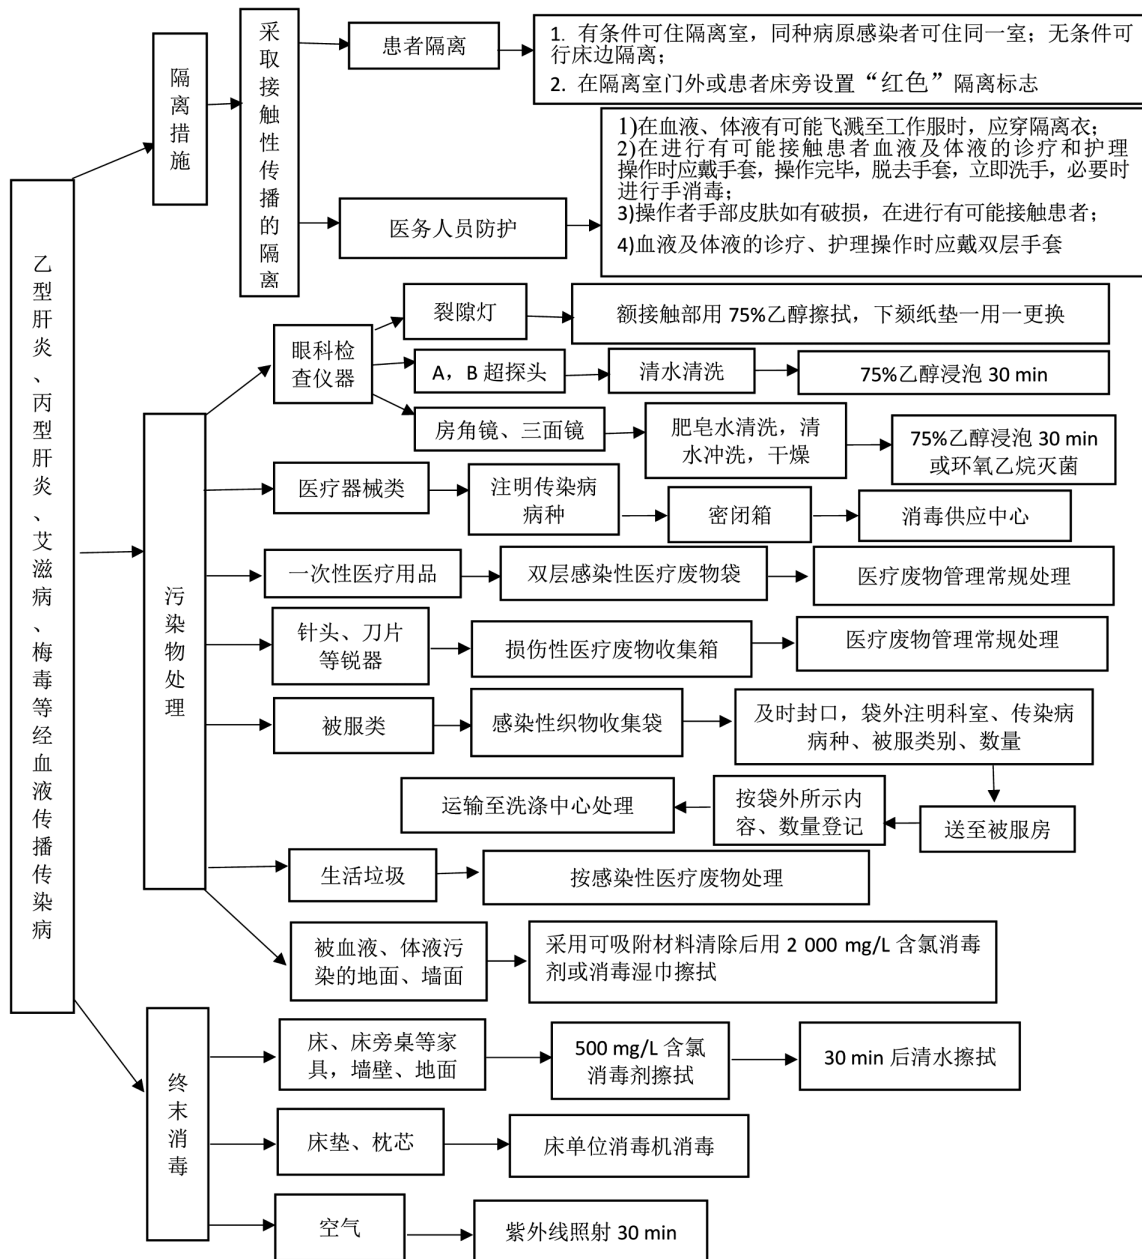 乙型肝炎、丙型肝炎、艾滋病、梅毒等经血液传播传染病
隔离措施
采取接触性传播的隔离
患者隔离
1. 有条件可住隔离室，同种病原感染者可住同一室；无条件可
行床边隔离；
2. 在隔离室门外或患者床旁设置“红色”隔离标志
医务人员防护
1)在血液、体液有可能飞溅至工作服时，应穿隔离衣；
2)在进行有可能接触患者血液及体液的诊疗和护理
操作时应戴手套，操作完毕，脱去手套，立即洗手，必要时
进行手消毒；
3)操作者手部皮肤如有破损，在进行有可能接触患者；
4)血液及体液的诊疗、护理操作时应戴双层手套
污染物处理
眼科检
查仪器
裂隙灯
额接触部用 75%乙醇擦拭，下颏纸垫一用一更换
A，B 超探头
清水清洗
75%乙醇浸泡 30 min
房角镜、三面镜
肥皂水清洗，清
水冲洗，干燥
75%乙醇浸泡 30 min
或环氧乙烷灭菌
医疗器械类
注明传染病
病种
密闭箱
消毒供应中心
一次性医疗用品
双层感染性医疗废物袋
医疗废物管理常规处理
针头、刀片
等锐器
损伤性医疗废物收集箱
医疗废物管理常规处理
被服类
感染性织物收集袋
及时封口，袋外注明科室、传染病
病种、被服类别、数量
送至被服房
按袋外所示内
容、数量登记
运输至洗涤中心处理
生活垃圾
按感染性医疗废物处理
被血液、体液污
染的地面、墙面
采用可吸附材料清除后用 2 000 mg/L 含氯消毒
剂或消毒湿巾擦拭
终末消毒
床、床旁桌等家
具，墙壁、地面
500 mg/L 含氯
消毒剂擦拭
30 min 后清水擦拭
床垫、枕芯
床单位消毒机消毒
空气
紫外线照射 30 min